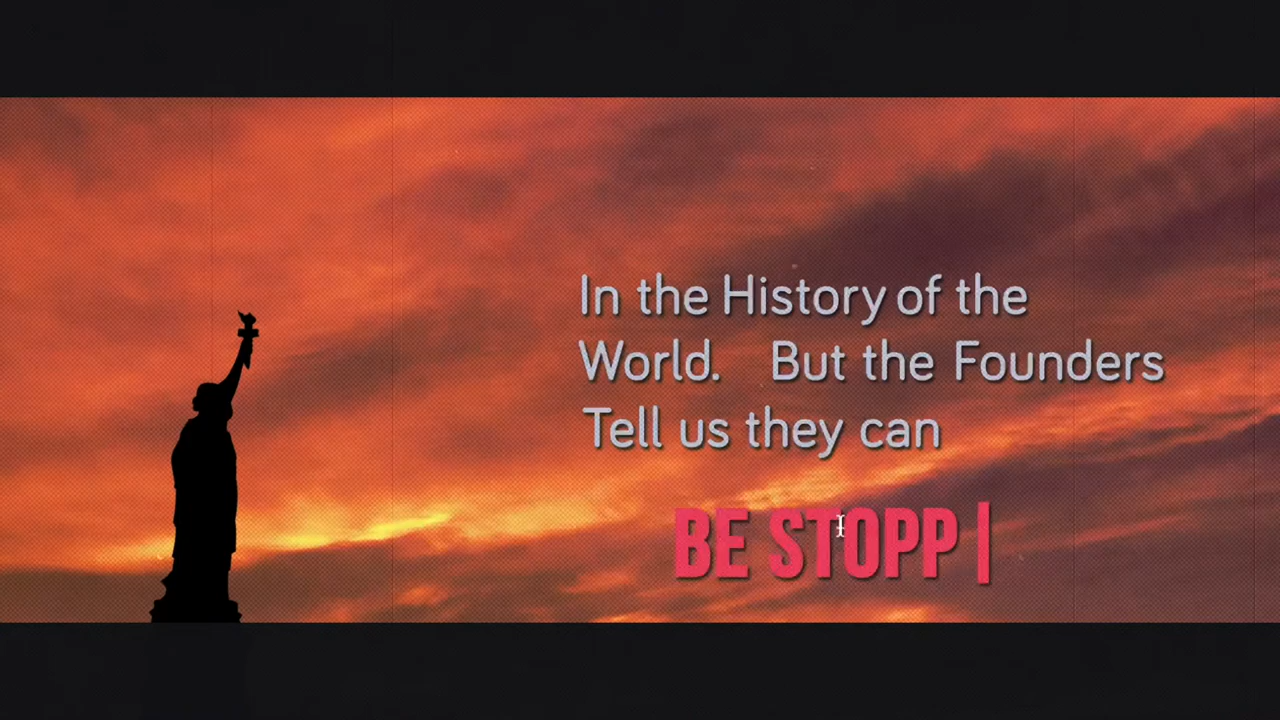 In the History of the
World. But the Founders
Tell us they can
BE STOPP